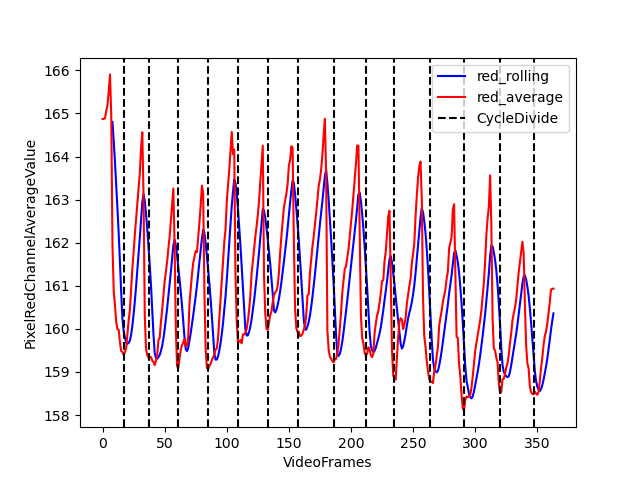 red_rolling
red_average
CycleDivide
PixelRedChannelAverageValue
166
165
164
163
162
161
160
159
158
0 50 100 150 200 250 300 350
VideoFrames